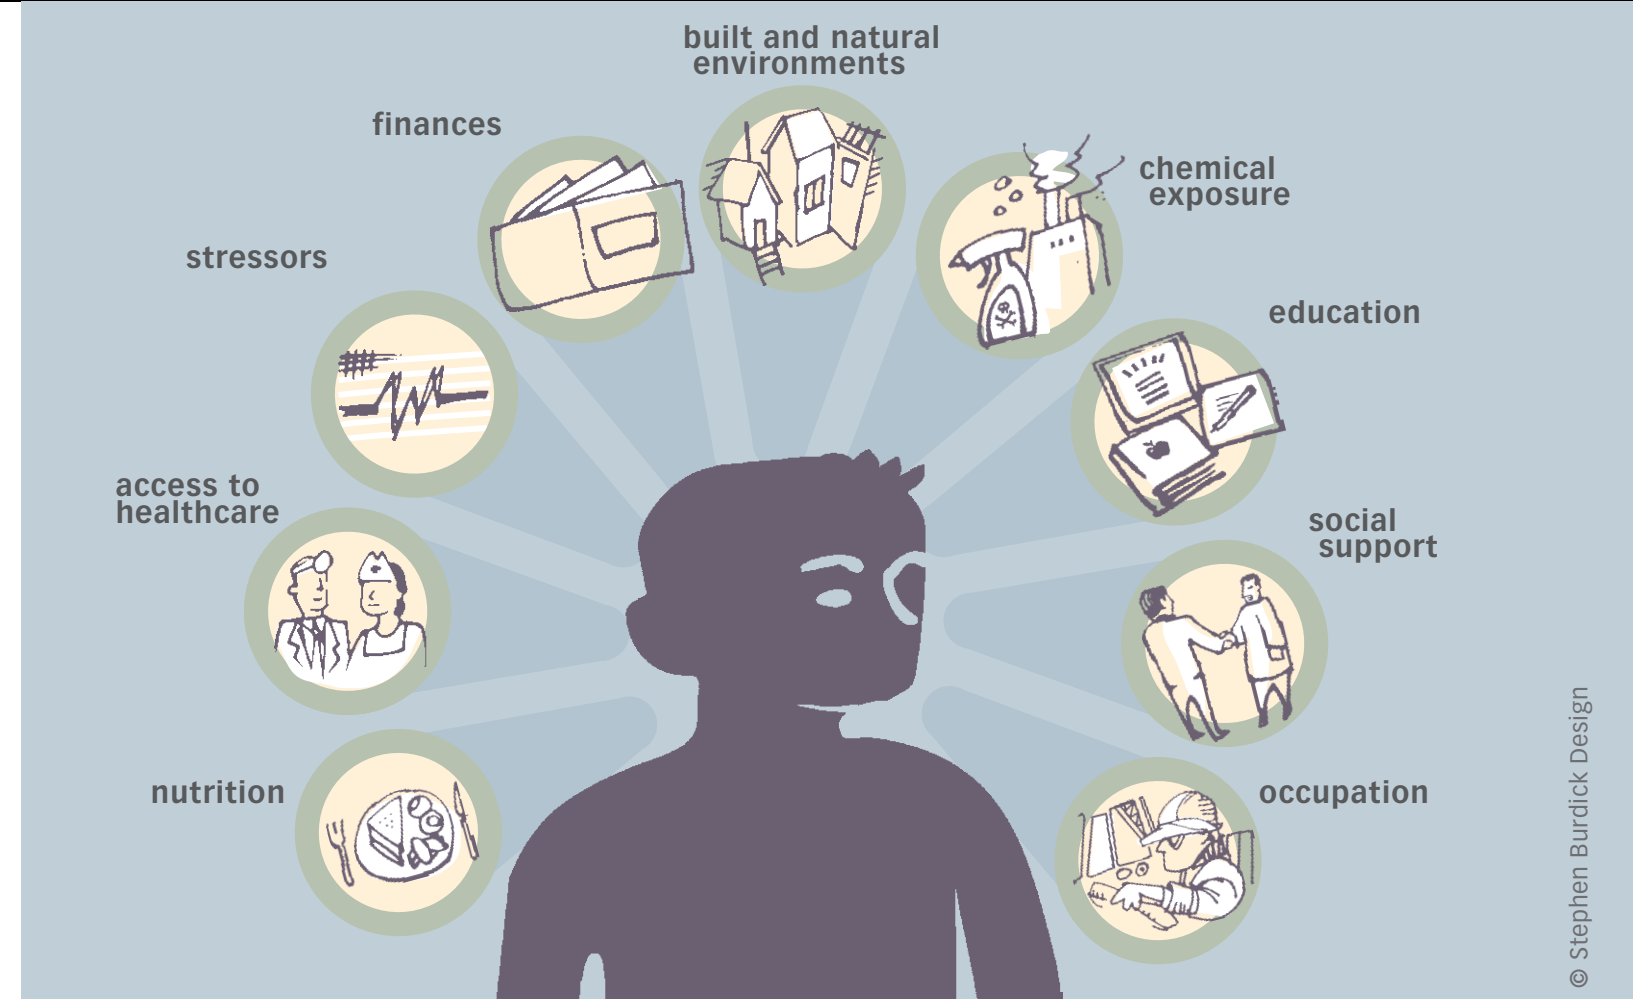 built and natural
environments
finances
chemical
exposure
stressors
education
access to
healthcare
social
support
nutrition
occupation
© Stephen Burdick Design